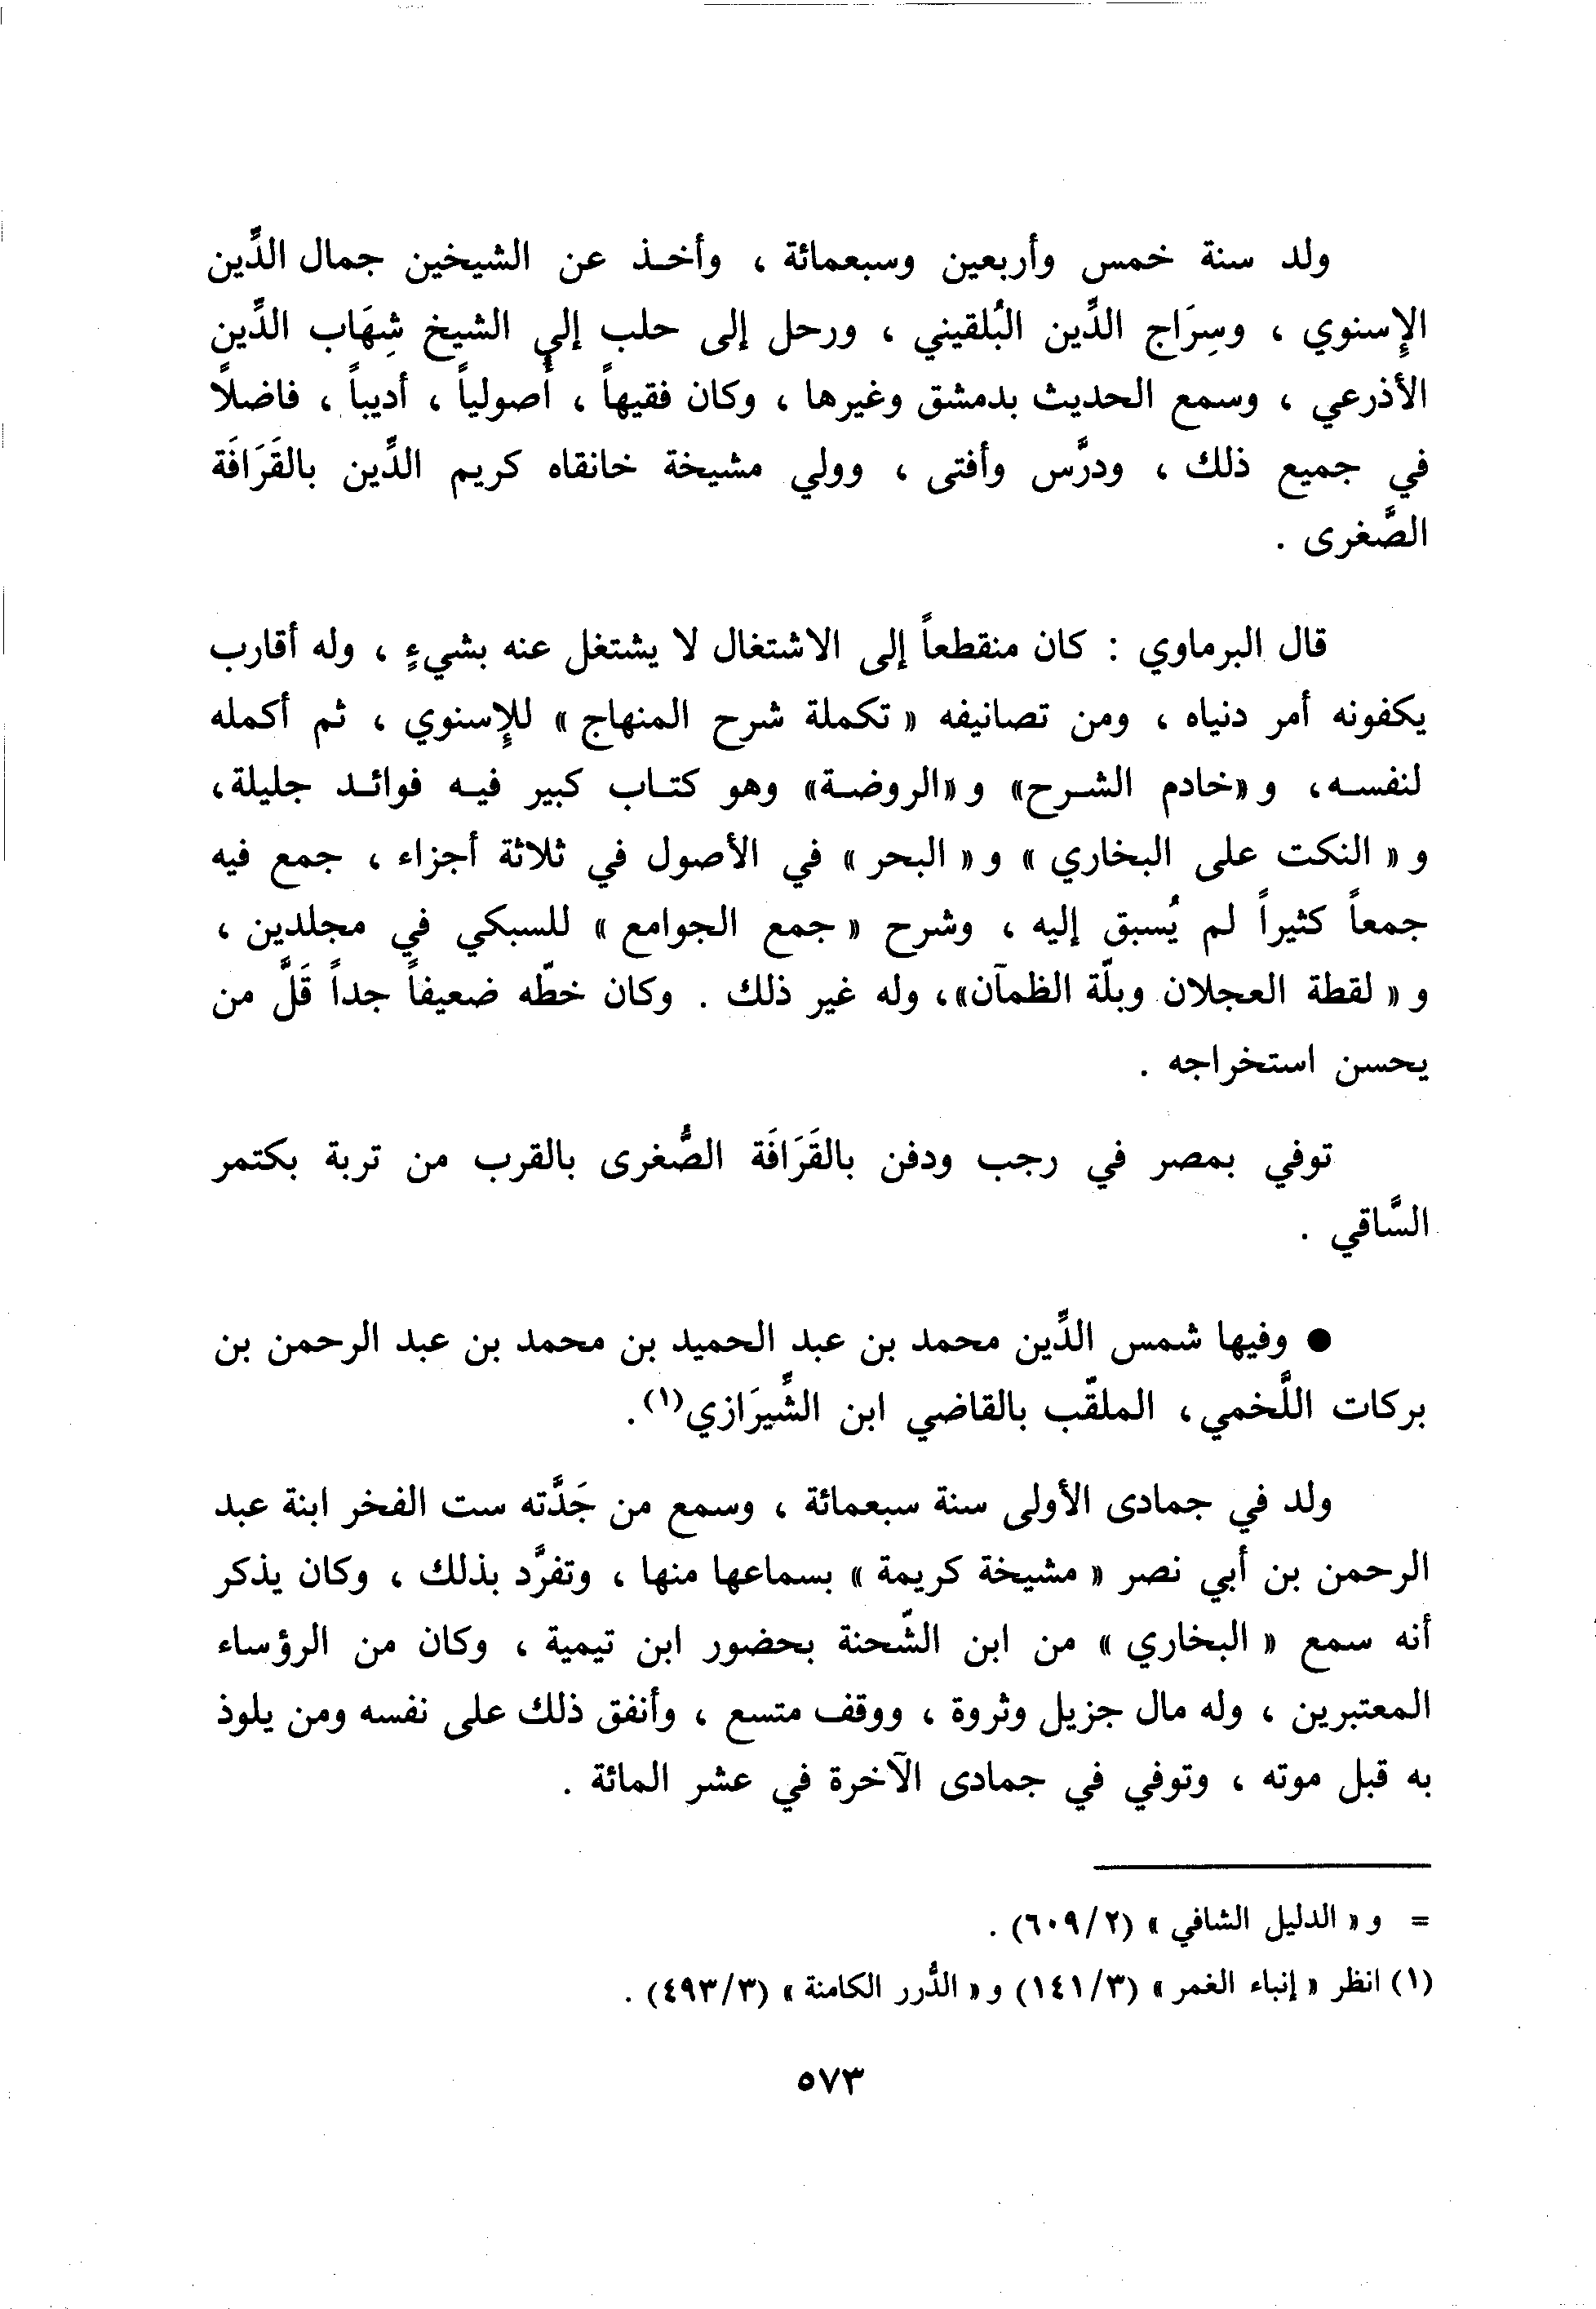 ولد سنة خمس وأربعين وسبعمائة ، وأخذ عن الشيخين جمال الدِّين
الإسنوي ، وسِرَاج الدِّين البُلقيني ، ورحل إلى حلب إلى الشيخ شِهَاب الدِّين
الأذرعي ، وسمع الحديث بدمشق وغيرها ، وكان فقيهاً ، أُصولياً ، أديباً ، فاضلاً
في جميع ذلك ، ودرَّس وأفتى ، وولي مشيخة خانقاه كريم الدِّين بالقَرَافَة
الصُّغرى .
قال البرماوي : كان منقطعاً إلى الاشتغال لا يشتغل عنه بشيءٍ ، وله أقارب
يكفونه أمر دنياه ، ومن تصانيفه « تكملة شرح المنهاج » للإسنوي ، ثم أكمله
لنفسه، و «خادم الشرح» و «الروضة» وهو كتاب كبير فيه فوائد جليلة،
و « النكت على البخاري » و « البحر » في الأصول في ثلاثة أجزاء ، جمع فيه
جمعاً كثيراً لم يُسبق إليه ، وشرح « جمع الجوامع » للسبكي في مجلدين ،
و « لقطة العجلان وبلّة الظمآن»، وله غير ذلك . وكان خطّه ضعيفاً جداً قَلَّ من
يحسن استخراجه .
توفي بمصر في رجب ودفن بالقَرَافَة الصُّغرى بالقرب من تربة بكتمر
السَّاقي .
● وفيها شمس الدِّين محمد بن عبد الحميد بن محمد بن عبد الرحمن بن
بركات اللَّخمي، الملقّب بالقاضي ابن الشِّيرَازي(١).
ولد في جمادى الأولى سنة سبعمائة ، وسمع من جَدَّته ست الفخر ابنة عبد
الرحمن بن أبي نصر « مشيخة كريمة » بسماعها منها ، وتفرَّد بذلك ، وكان يذكر
أنه سمع « البخاري » من ابن الشّحنة بحضور ابن تيمية ، وكان من الرؤساء
المعتبرين ، وله مال جزيل وثروة ، ووقف متسع ، وأنفق ذلك على نفسه ومن يلوذ
به قبل موته ، وتوفي في جمادى الآخرة في عشر المائة .
= و « الدليل الشافي » (٦٠٩/٢) .
(١) انظر « إنباء الغمر » (١٤١/٣) و « الدُّرر الكامنة » (٤٩٣/٣) .
٥٧٣